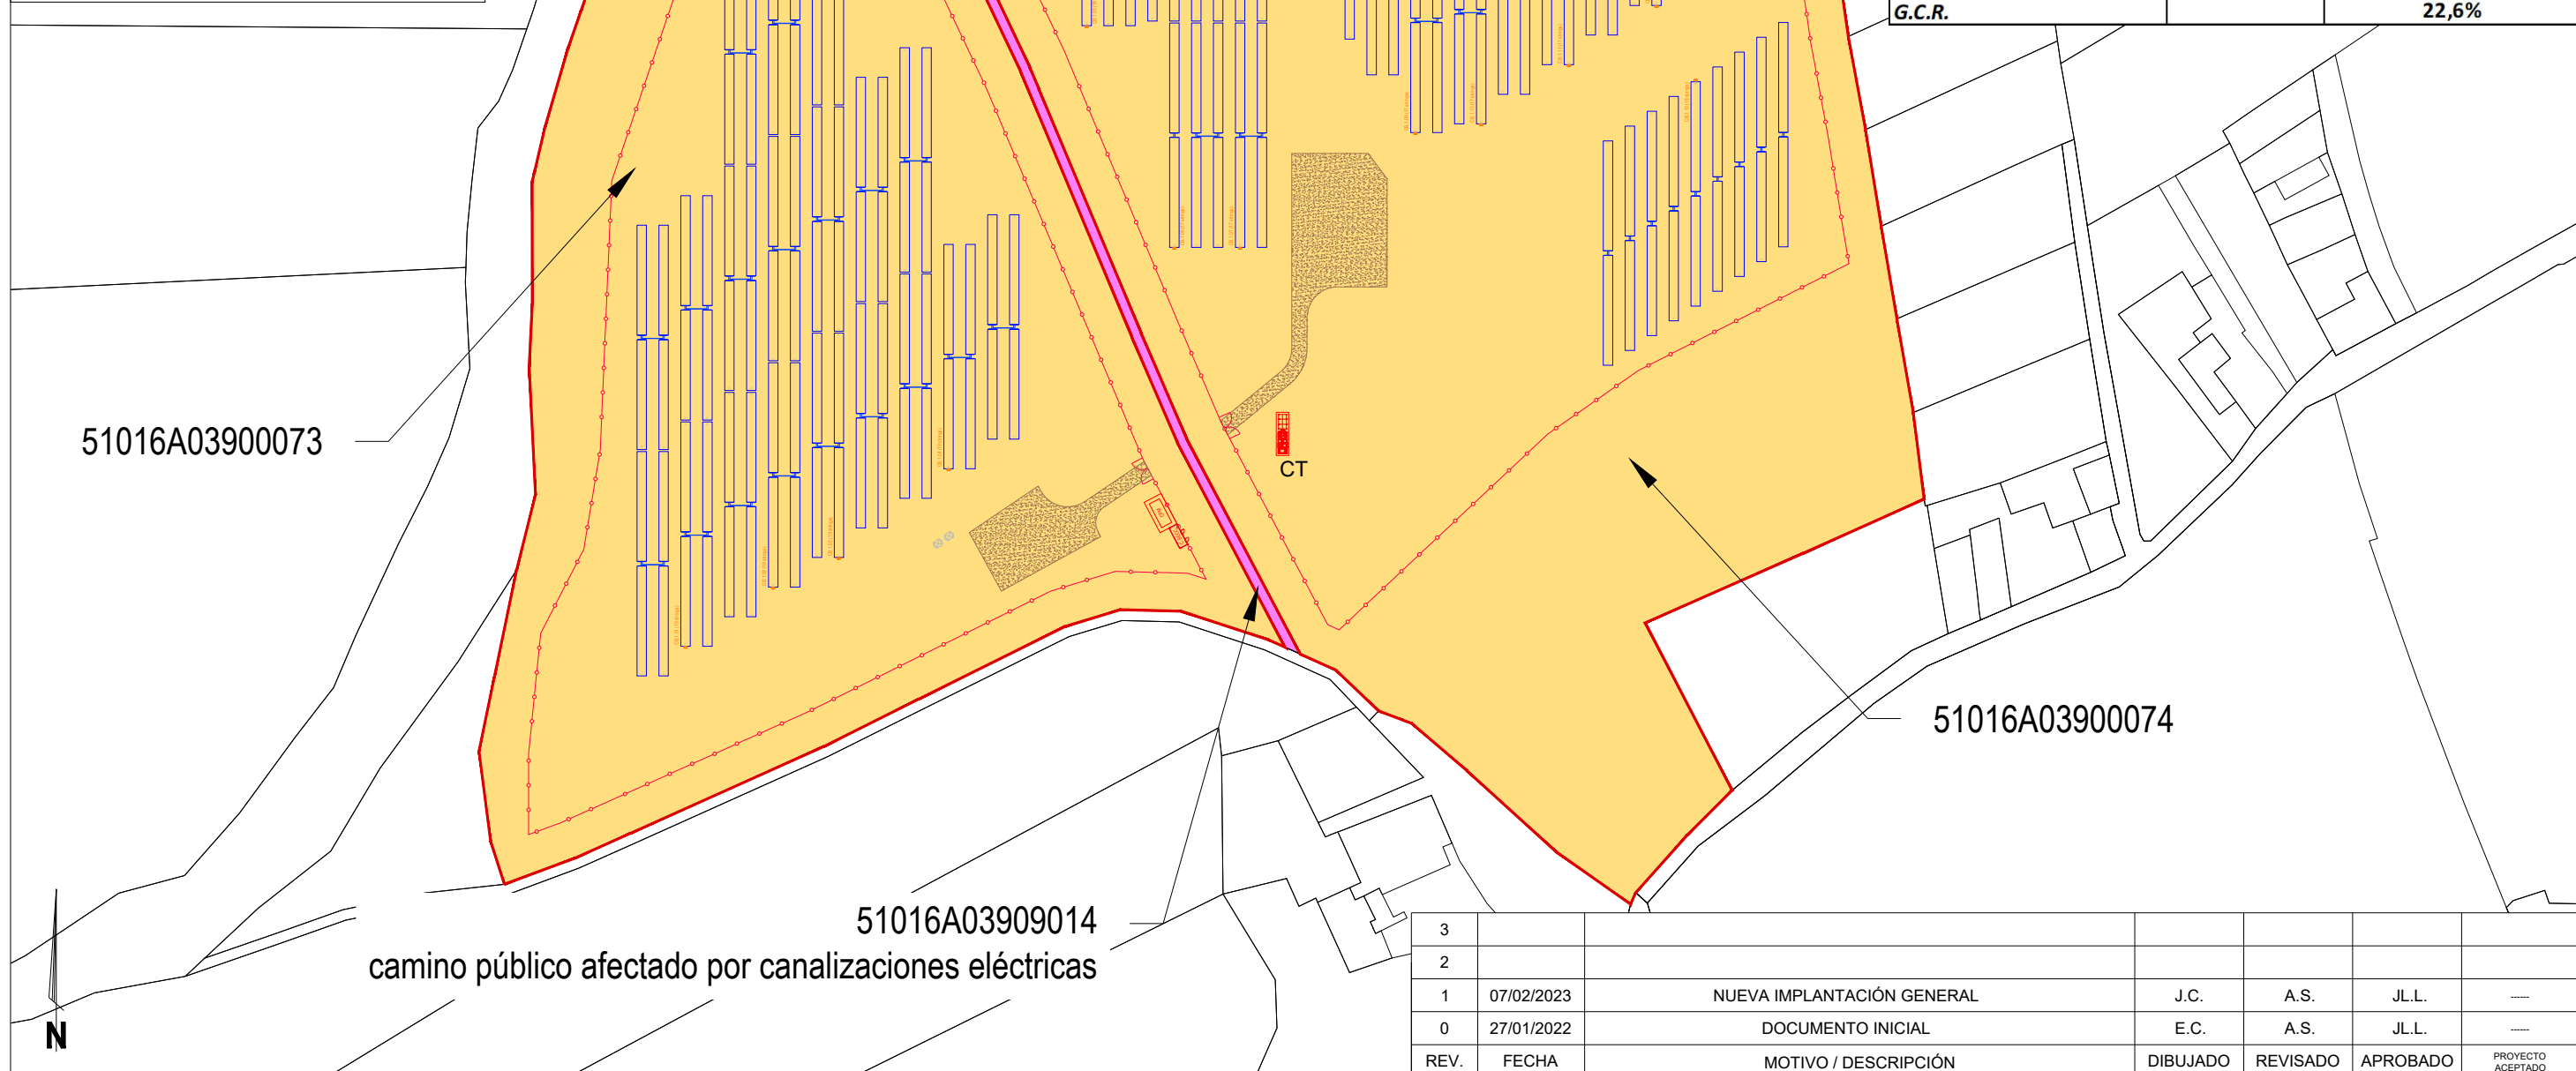 G.C.R. 22,6%
51016A03900073
CT
51016A03900074
51016A03909014
camino público afectado por canalizaciones eléctricas
N
3
2
1 07/02/2023 NUEVA IMPLANTACIÓN GENERAL J.C. A.S. JL.L. -----
0 27/01/2022 DOCUMENTO INICIAL E.C. A.S. JL.L. -----
REV. FECHA MOTIVO / DESCRIPCIÓN DIBUJADO REVISADO APROBADO PROYECTO
ACEPTADO